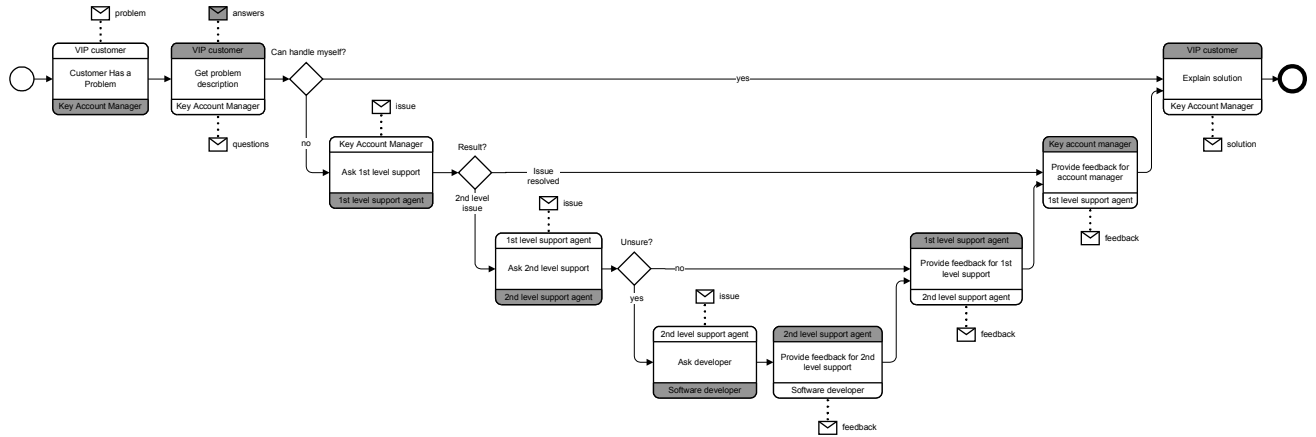 problem
answers
VIP customer
Customer Has a
Problem
Key Account Manager
VIP customer
Get problem
description
Key Account Manager
questions
Can handle myself?
yes
no
VIP customer
Explain solution
Key Account Manager
solution
issue
Key Account Manager
Ask 1st level support
1st level support agent
Result?
Issue
resolved
2nd level
issue
Key account manager
Provide feedback for
account manager
1st level support agent
feedback
issue
1st level support agent
Ask 2nd level support
2nd level support agent
Unsure?
no
yes
1st level support agent
Provide feedback for 1st
level support
2nd level support agent
feedback
issue
2nd level support agent
Ask developer
Software developer
2nd level support agent
Provide feedback for 2nd
level support
Software developer
feedback